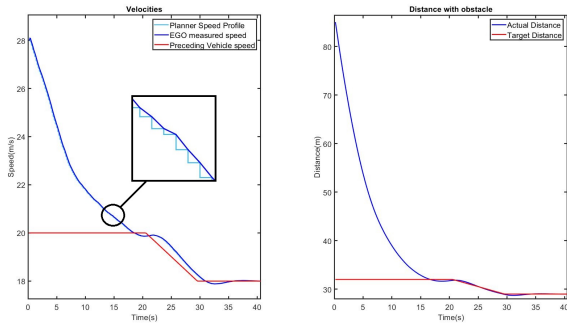 Velocities
Planner Speed Profile
EGO measured speed
Preceding Vehicle speed
28
26
24
22
20
18
Speed(m/s)
0 5 10 15 20 25 30 35 40
Time(s)
Distance with obstacle
Actual Distance
Target Distance
80
70
60
50
40
30
Distance(m)
0 5 10 15 20 25 30 35 40
Time(s)